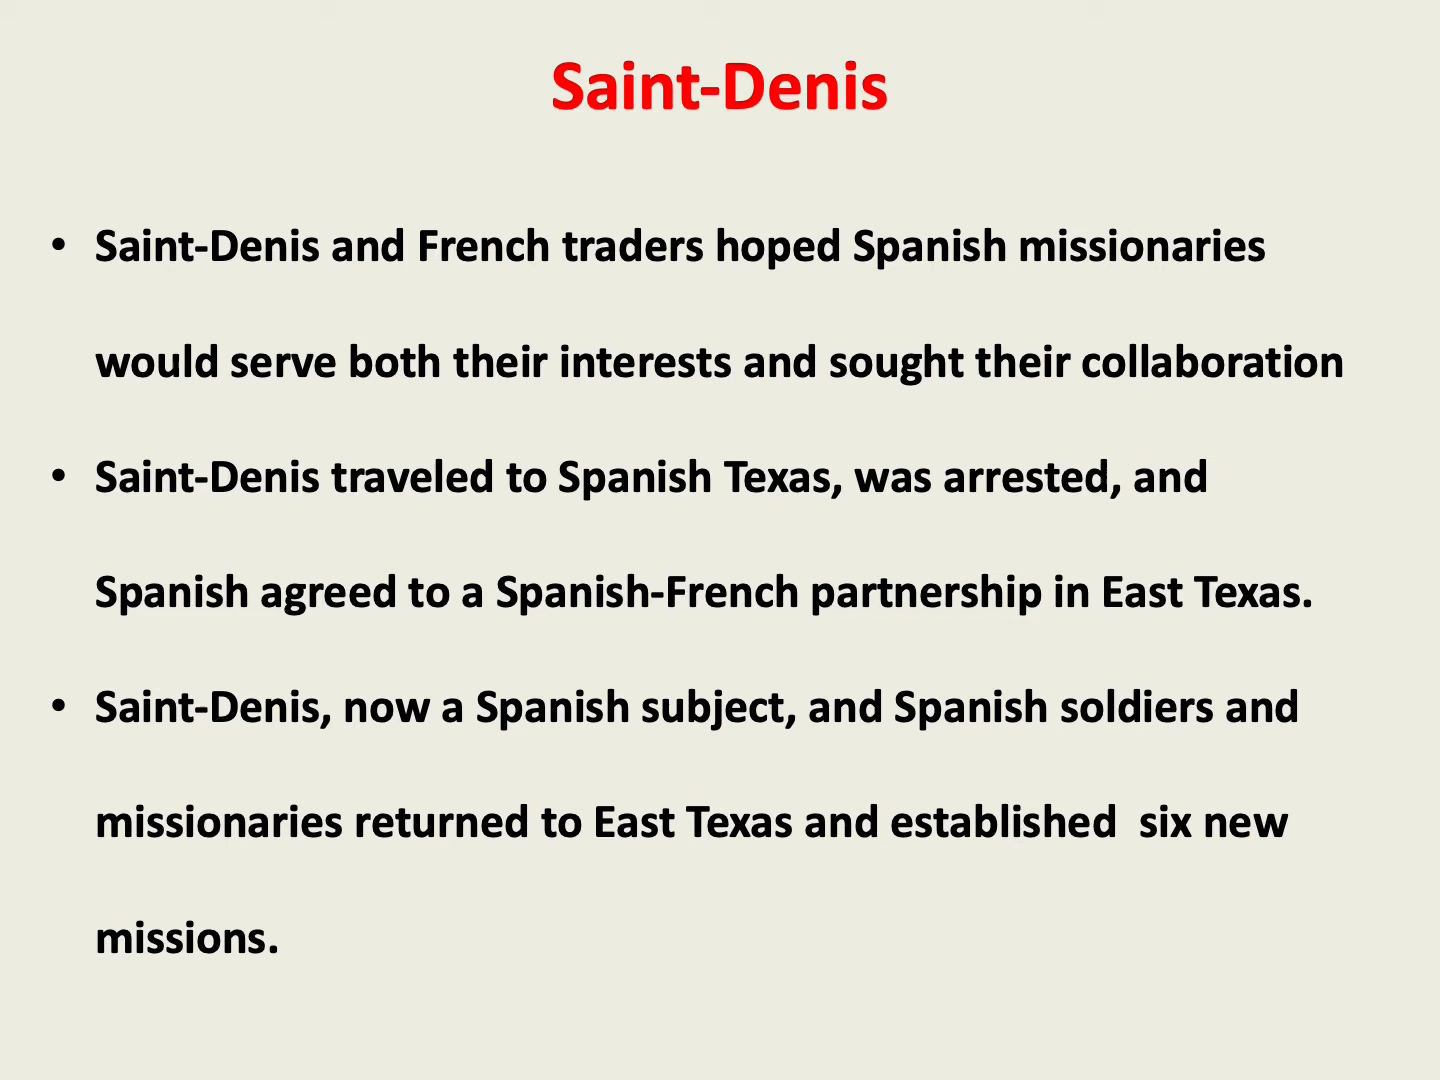 Saint-Denis
• Saint-Denis and French traders hoped Spanish missionaries
would serve both their interests and sought their collaboration
• Saint-Denis traveled to Spanish Texas, was arrested, and
Spanish agreed to a Spanish-French partnership in East Texas.
• Saint-Denis, now a Spanish subject, and Spanish soldiers and
missionaries returned to East Texas and established  six new
missions.